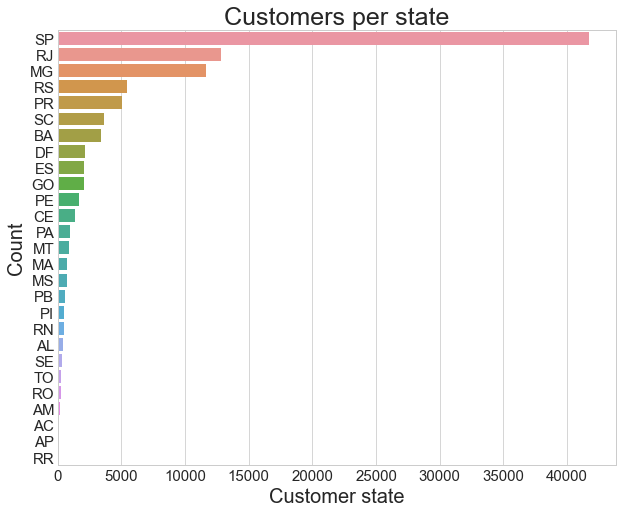 Customers per state
SP
RJ
MG
RS
PR
SC
BA
DF
ES
GO
PE
CE
PA
MT
MA
MS
PB
PI
RN
AL
SE
TO
RO
AM
AC
AP
RR
Count
0 5000 10000 15000 20000 25000 30000 35000 40000
Customer state